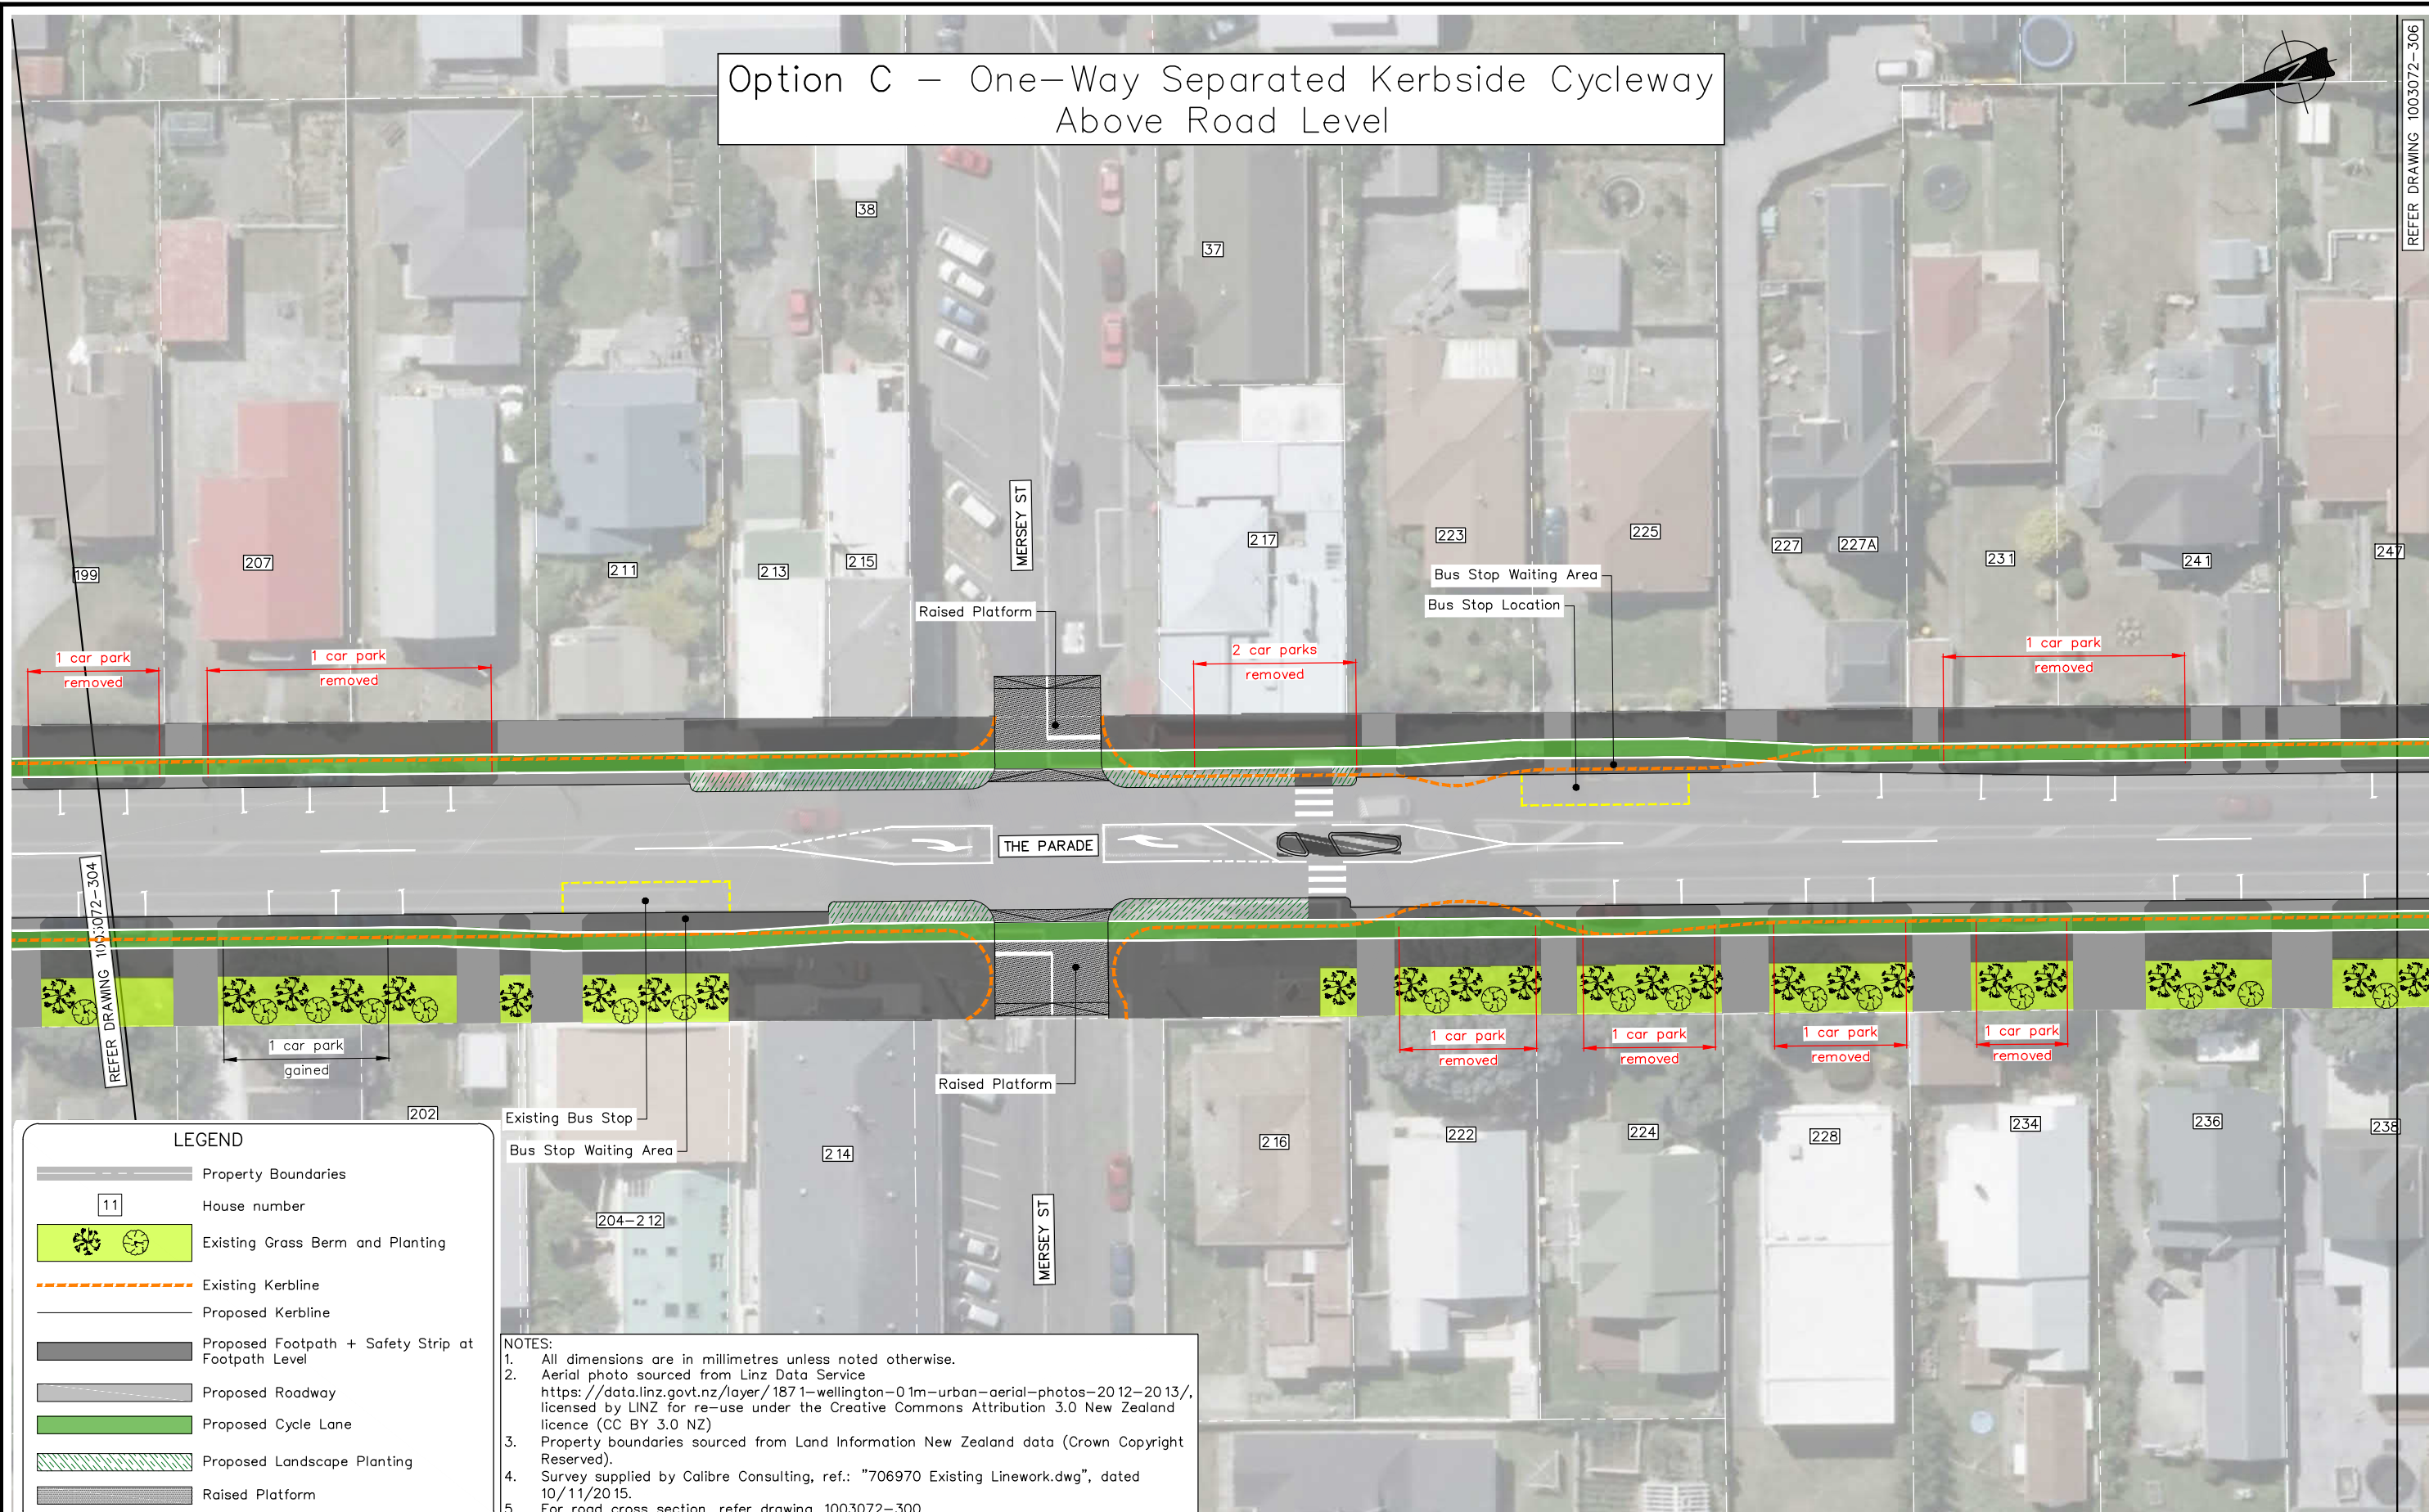 Option C – One-Way Separated Kerbside Cycleway
Above Road Level
REFER DRAWING 1003072-306
N
38
37
MERSEY ST
199
207
211
213
215
217
223
225
227
227A
231
241
247
Bus Stop Waiting Area
Bus Stop Location
Raised Platform
1 car park
removed
1 car park
removed
2 car parks
removed
1 car park
removed
THE PARADE
REFER DRAWING 1003072-304
1 car park
gained
1 car park
removed
1 car park
removed
1 car park
removed
1 car park
removed
Raised Platform
Existing Bus Stop
Bus Stop Waiting Area
202
204-212
214
MERSEY ST
216
222
224
228
234
236
238
LEGEND
Property Boundaries
11 House number
Existing Grass Berm and Planting
Existing Kerbline
Proposed Kerbline
Proposed Footpath + Safety Strip at
Footpath Level
Proposed Roadway
Proposed Cycle Lane
Proposed Landscape Planting
Raised Platform
NOTES:
1. All dimensions are in millimetres unless noted otherwise.
2. Aerial photo sourced from Linz Data Service
https://data.linz.govt.nz/layer/1871-wellington-01m-urban-aerial-photos-2012-2013/,
licensed by LINZ for re-use under the Creative Commons Attribution 3.0 New Zealand
licence (CC BY 3.0 NZ)
3. Property boundaries sourced from Land Information New Zealand data (Crown Copyright
Reserved).
4. Survey supplied by Calibre Consulting, ref.: "706970 Existing Linework.dwg", dated
10/11/2015.
5. For road cross section, refer drawing 1003072-300